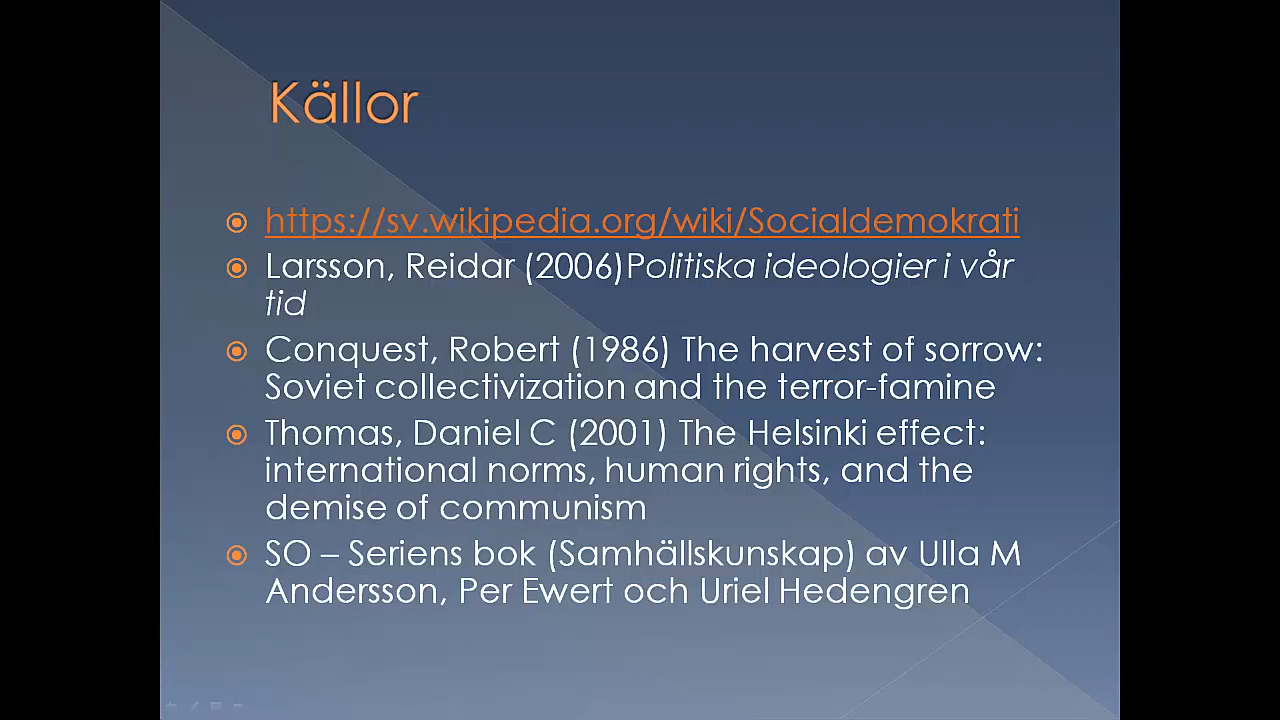 Källor
https://sv.wikipedia.org/wiki/Socialdemokrati
Larsson, Reidar (2006)Politiska ideologier i vår
tid
Conquest, Robert (1986) The harvest of sorrow:
Soviet collectivization and the terror-famine
Thomas, Daniel C (2001) The Helsinki effect:
international norms, human rights, and the
demise of communism
SO – Seriens bok (Samhällskunskap) av Ulla M
Andersson, Per Ewert och Uriel Hedengren